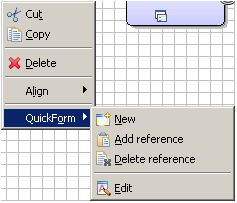 Cut
Copy
Delete
Align
QuickForm
New
Add reference
Delete reference
Edit